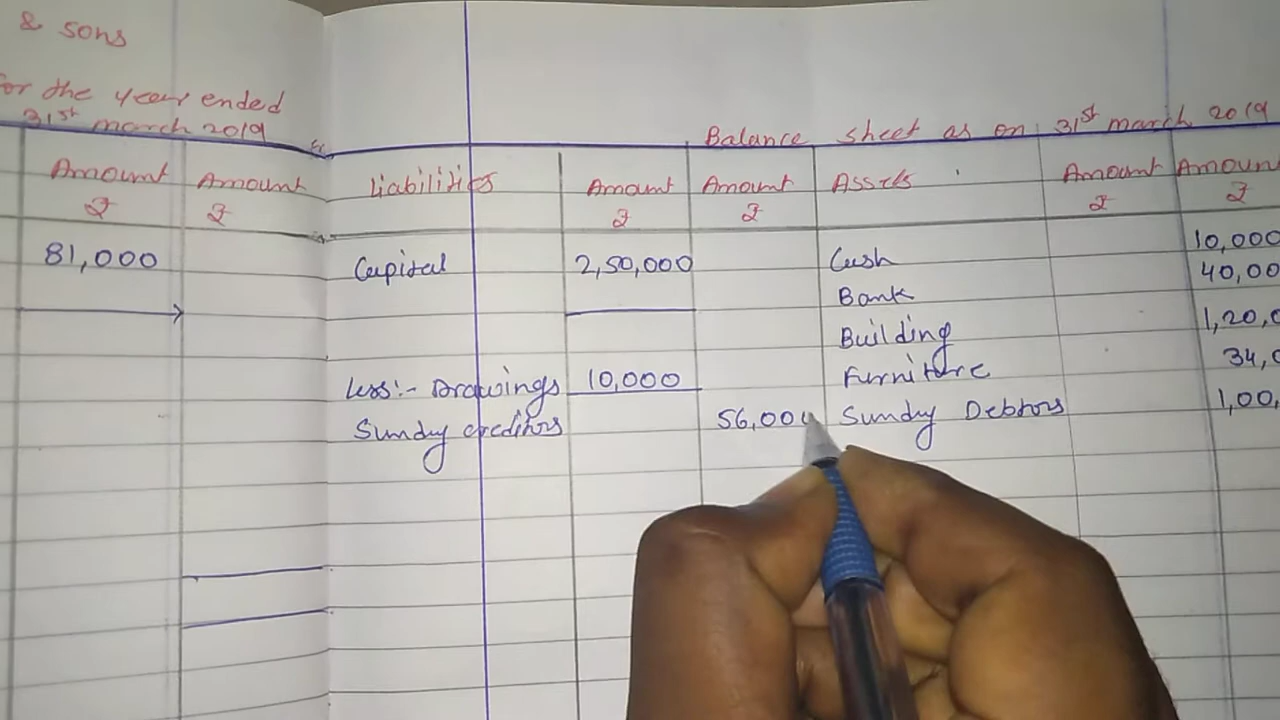 & sons
for the year ended
31st march 2019
Balance sheet as on 31st march 2019
Amount Amount Liabilities Amount Amount Assets Amount Amount
₹ ₹ ₹ ₹ ₹ ₹
81,000 Capital 2,50,000 Cash 10,000
Bank 40,00
Building 1,20,0
Less:- Drawings 10,000 Furniture 34,0
Sundry creditors 56,000 Sundry Debtors 1,00,